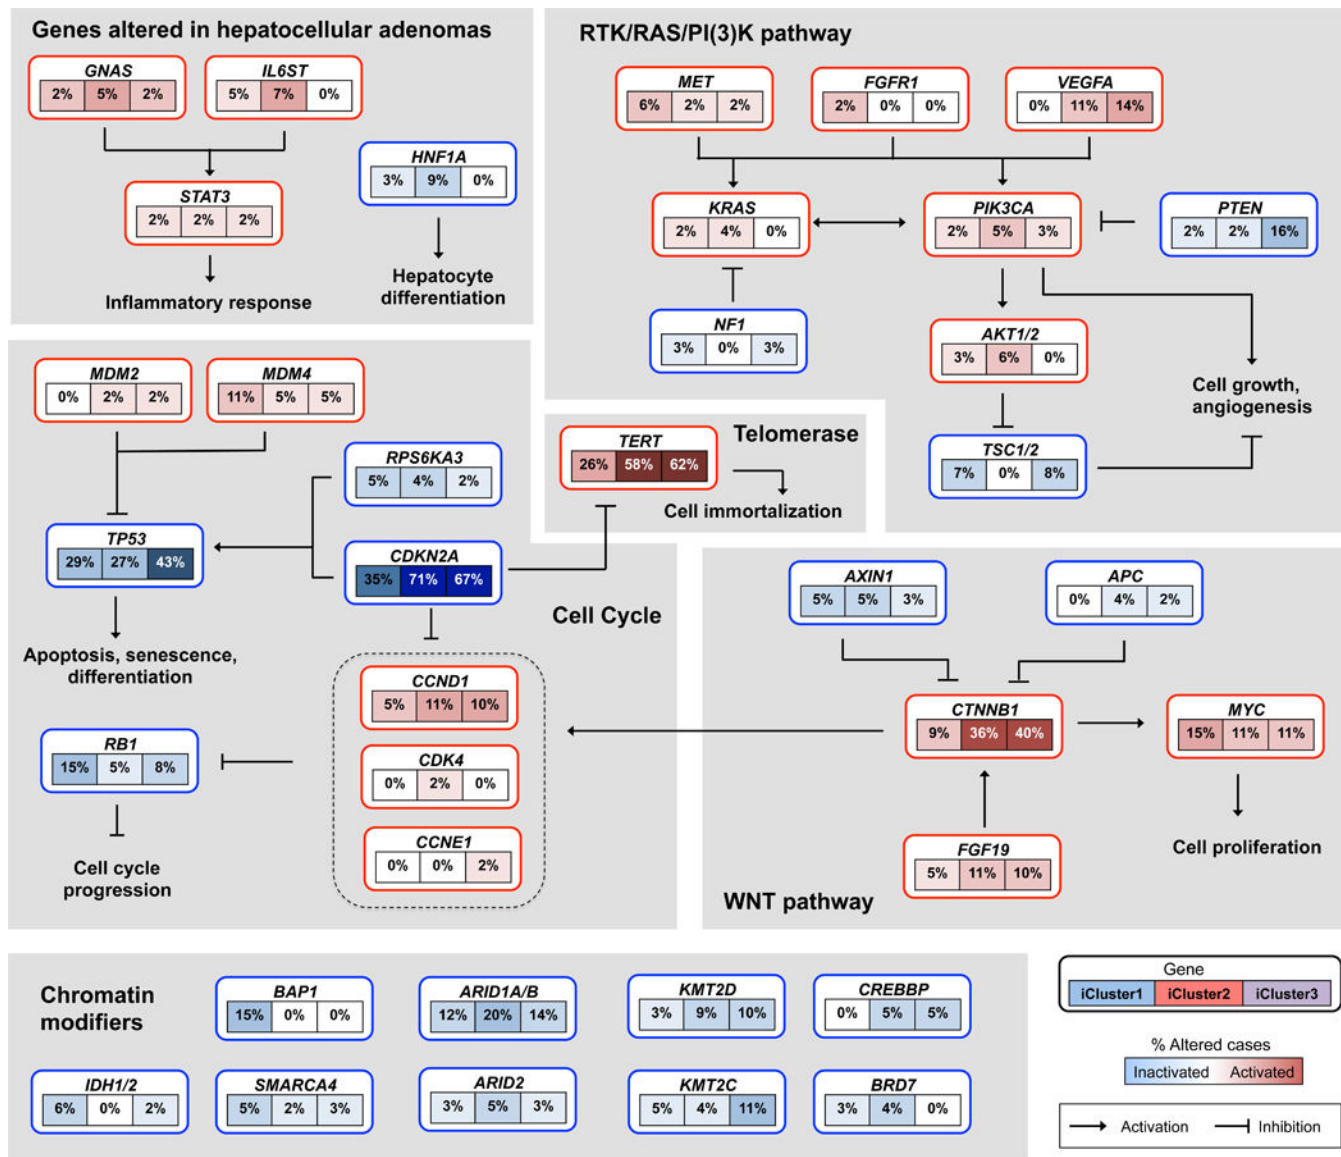 Genes altered in hepatocellular adenomas
GNAS
2% 5% 2%
IL6ST
5% 7% 0%
HNF1A
3% 9% 0%
STAT3
2% 2% 2%
Inflammatory response
Hepatocyte
differentiation
RTK/RAS/PI(3)K pathway
MET
6% 2% 2%
FGFR1
2% 0% 0%
VEGFA
0% 11% 14%
KRAS
2% 4% 0%
PIK3CA
2% 5% 3%
PTEN
2% 2% 16%
NF1
3% 0% 3%
AKT1/2
3% 6% 0%
TSC1/2
7% 0% 8%
Cell growth,
angiogenesis
MDM2
0% 2% 2%
MDM4
11% 5% 5%
RPS6KA3
5% 4% 2%
TP53
29% 27% 43%
CDKN2A
35% 71% 67%
Cell Cycle
Apoptosis, senescence,
differentiation
CCND1
5% 11% 10%
RB1
15% 5% 8%
CDK4
0% 2% 0%
CCNE1
0% 0% 2%
Cell cycle
progression
Telomerase
TERT
26% 58% 62%
Cell immortalization
AXIN1
5% 5% 3%
APC
0% 4% 2%
CTNNB1
9% 36% 40%
MYC
15% 11% 11%
FGF19
5% 11% 10%
Cell proliferation
WNT pathway
Chromatin
modifiers
BAP1
15% 0% 0%
ARID1A/B
12% 20% 14%
KMT2D
3% 9% 10%
CREBBP
0% 5% 5%
IDH1/2
6% 0% 2%
SMARCA4
5% 2% 3%
ARID2
3% 5% 3%
KMT2C
5% 4% 11%
BRD7
3% 4% 0%
Gene
iCluster1 iCluster2 iCluster3
% Altered cases
Inactivated Activated
Activation Inhibition